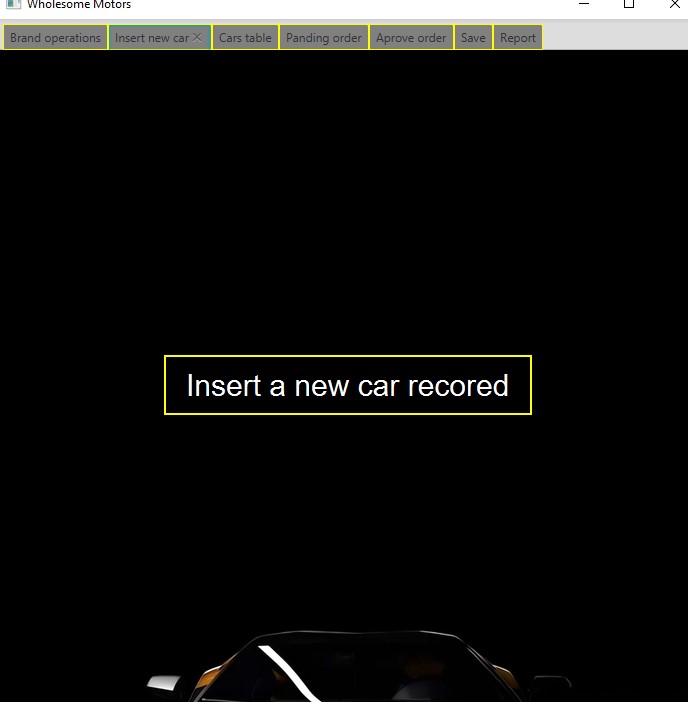 Wholesome Motors
Brand operations Insert new car Cars table Panding order Aprove order Save Report
Insert a new car recored